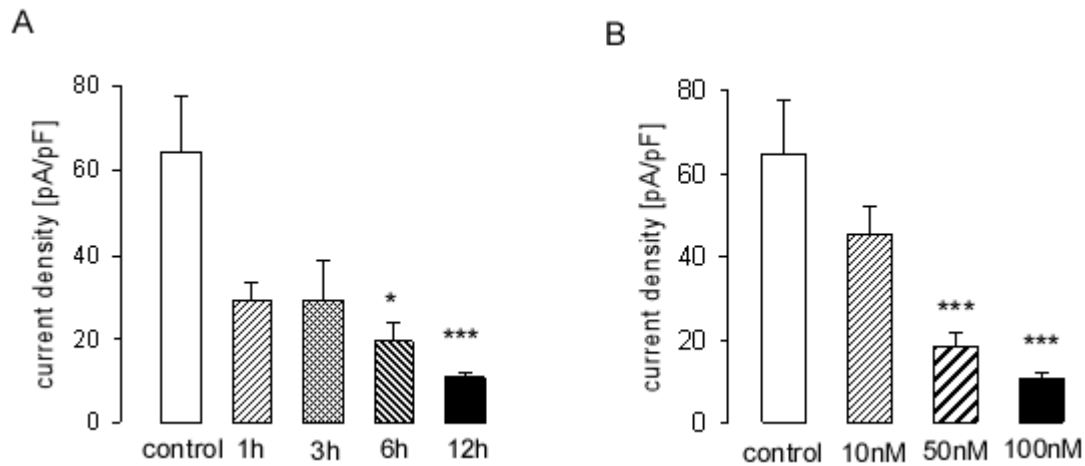 A
current density [pA/pF]
80
60
40
20
0
*
***
control 1h 3h 6h 12h
B
current density [pA/pF]
80
60
40
20
0
***
***
control 10nM 50nM 100nM